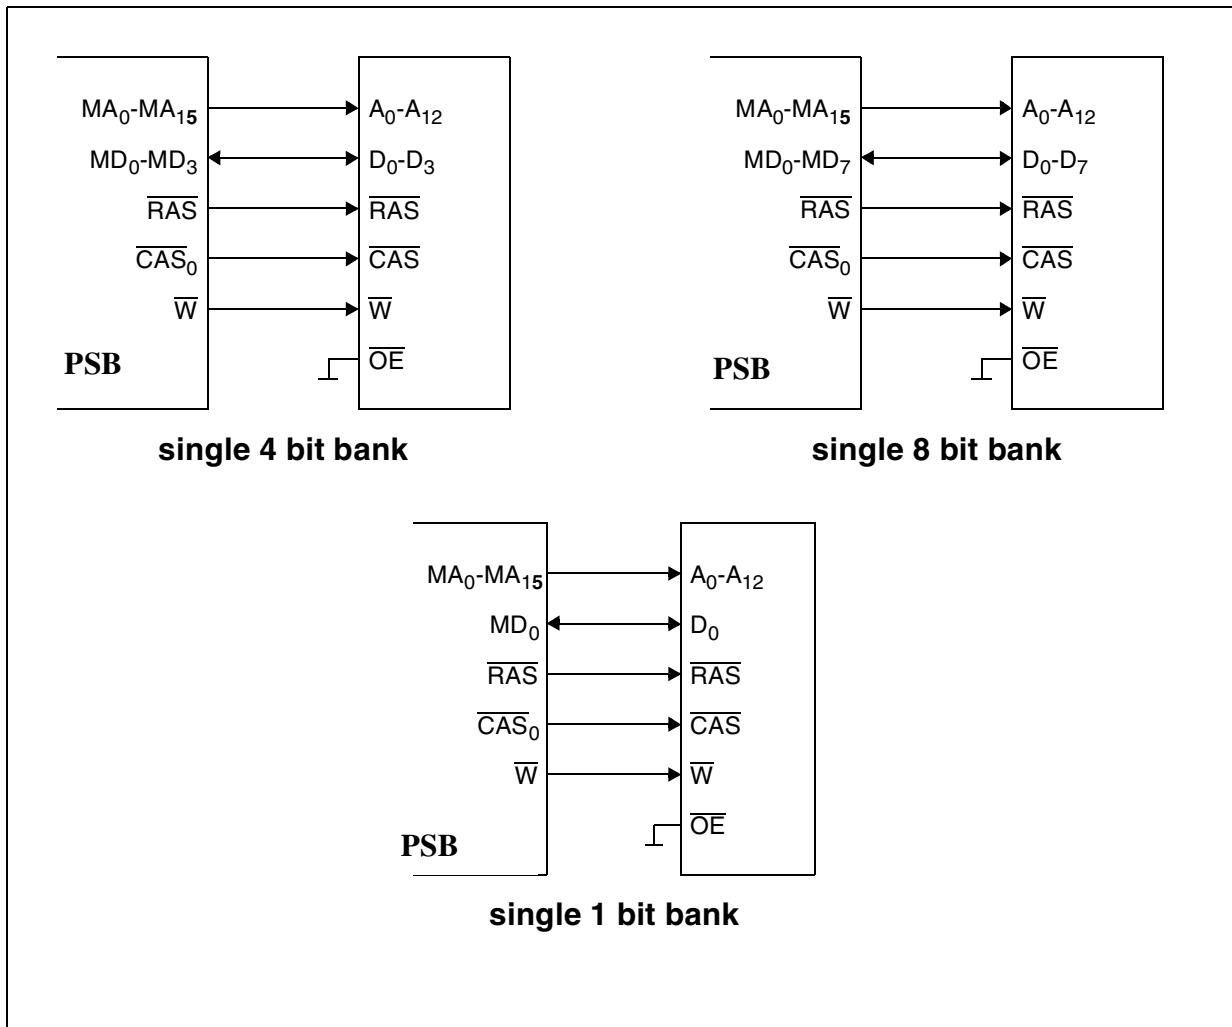 MA0-MA15 A0-A12
MD0-MD3 D0-D3
RAS RAS
CAS0 CAS
W W
OE
PSB
single 4 bit bank
MA0-MA15 A0-A12
MD0-MD7 D0-D7
RAS RAS
CAS0 CAS
W W
OE
PSB
single 8 bit bank
MA0-MA15 A0-A12
MD0 D0
RAS RAS
CAS0 CAS
W W
OE
PSB
single 1 bit bank